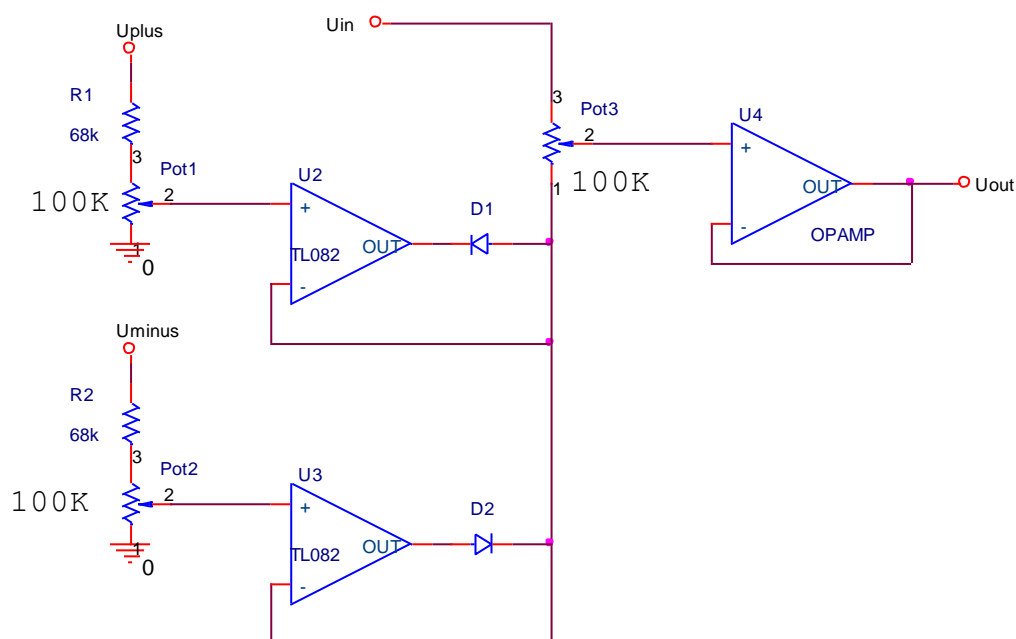 Uplus
Uin
R1
68k
3
Pot1
2
100K
1
0
U2
+
TL082
OUT
-
D1
3
Pot3
2
1
100K
U4
+
OUT
-
OPAMP
Uout
Uminus
R2
68k
3
Pot2
2
100K
1
0
U3
+
TL082
OUT
-
D2